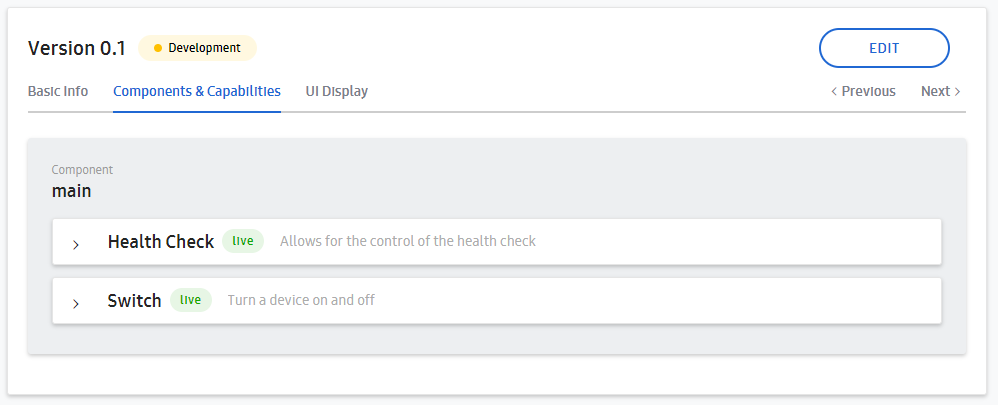 Version 0.1 Development EDIT
Basic Info Components & Capabilities UI Display Previous Next
Component
main
Health Check live Allows for the control of the health check
Switch live Turn a device on and off